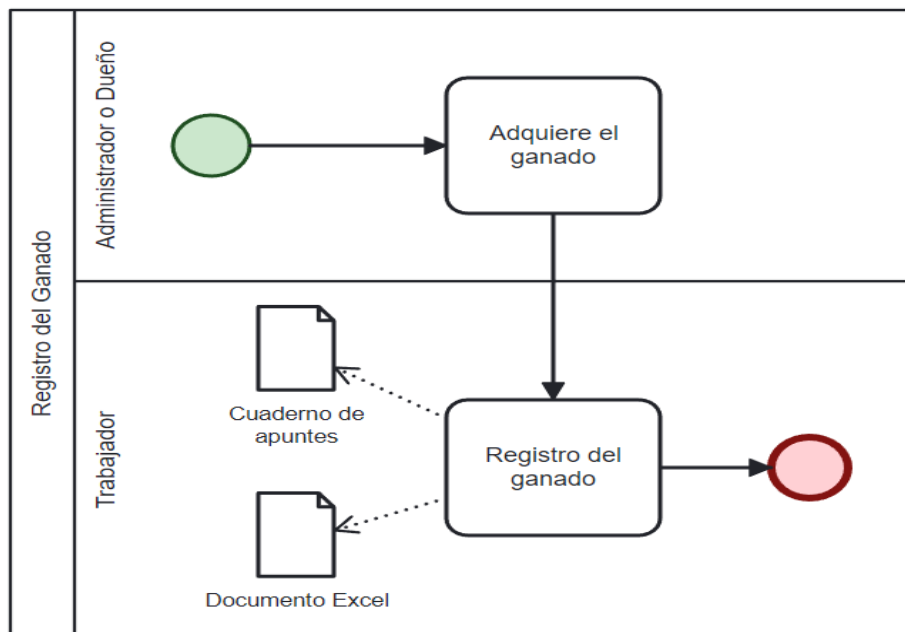 Registro del Ganado
Administrador o Dueño
Adquiere el
ganado
Trabajador
Cuaderno de
apuntes
Registro del
ganado
Documento Excel